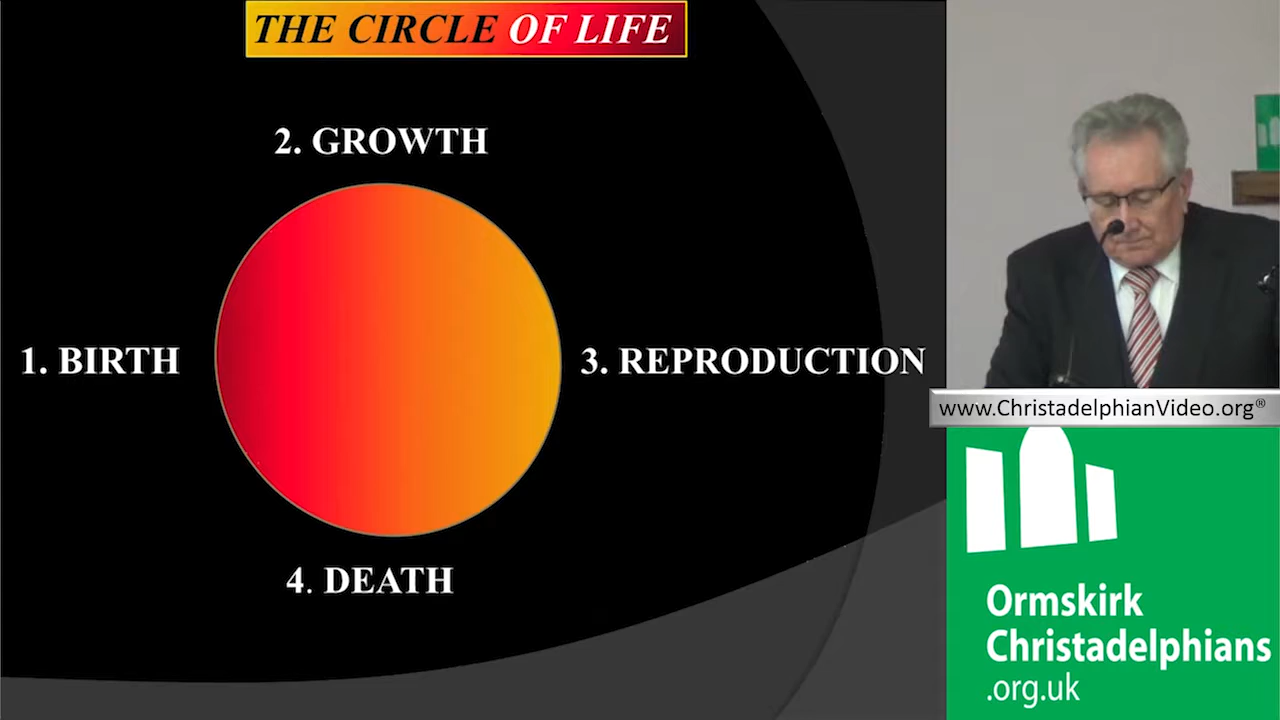 THE CIRCLE OF LIFE
2. GROWTH
1. BIRTH
3. REPRODUCTION
4. DEATH
www.ChristadelphianVideo.org®
Ormskirk
Christadelphians
.org.uk